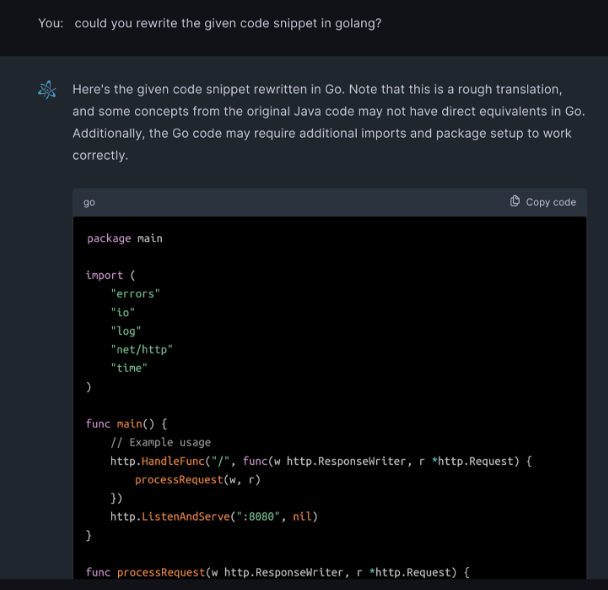 You: could you rewrite the given code snippet in golang?
Here's the given code snippet rewritten in Go. Note that this is a rough translation,
and some concepts from the original Java code may not have direct equivalents in Go.
Additionally, the Go code may require additional imports and package setup to work
correctly.
go Copy code
package main
import (
"errors"
"io"
"log"
"net/http"
"time"
)
func main() {
// Example usage
http.HandleFunc("/", func(w http.ResponseWriter, r *http.Request) {
processRequest(w, r)
})
http.ListenAndServe(":8080", nil)
}
func processRequest(w http.ResponseWriter, r *http.Request) {